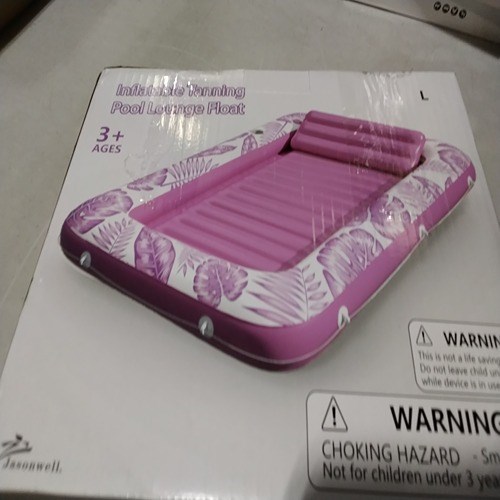 Inflatable Tanning
Pool Lounge Float
L
3+
AGES
WARNIN
This is not a life saving
Do not leave child un
while device is in use
WARNING
CHOKING HAZARD - Sm
Not for children under 3 yea
Jasonwell